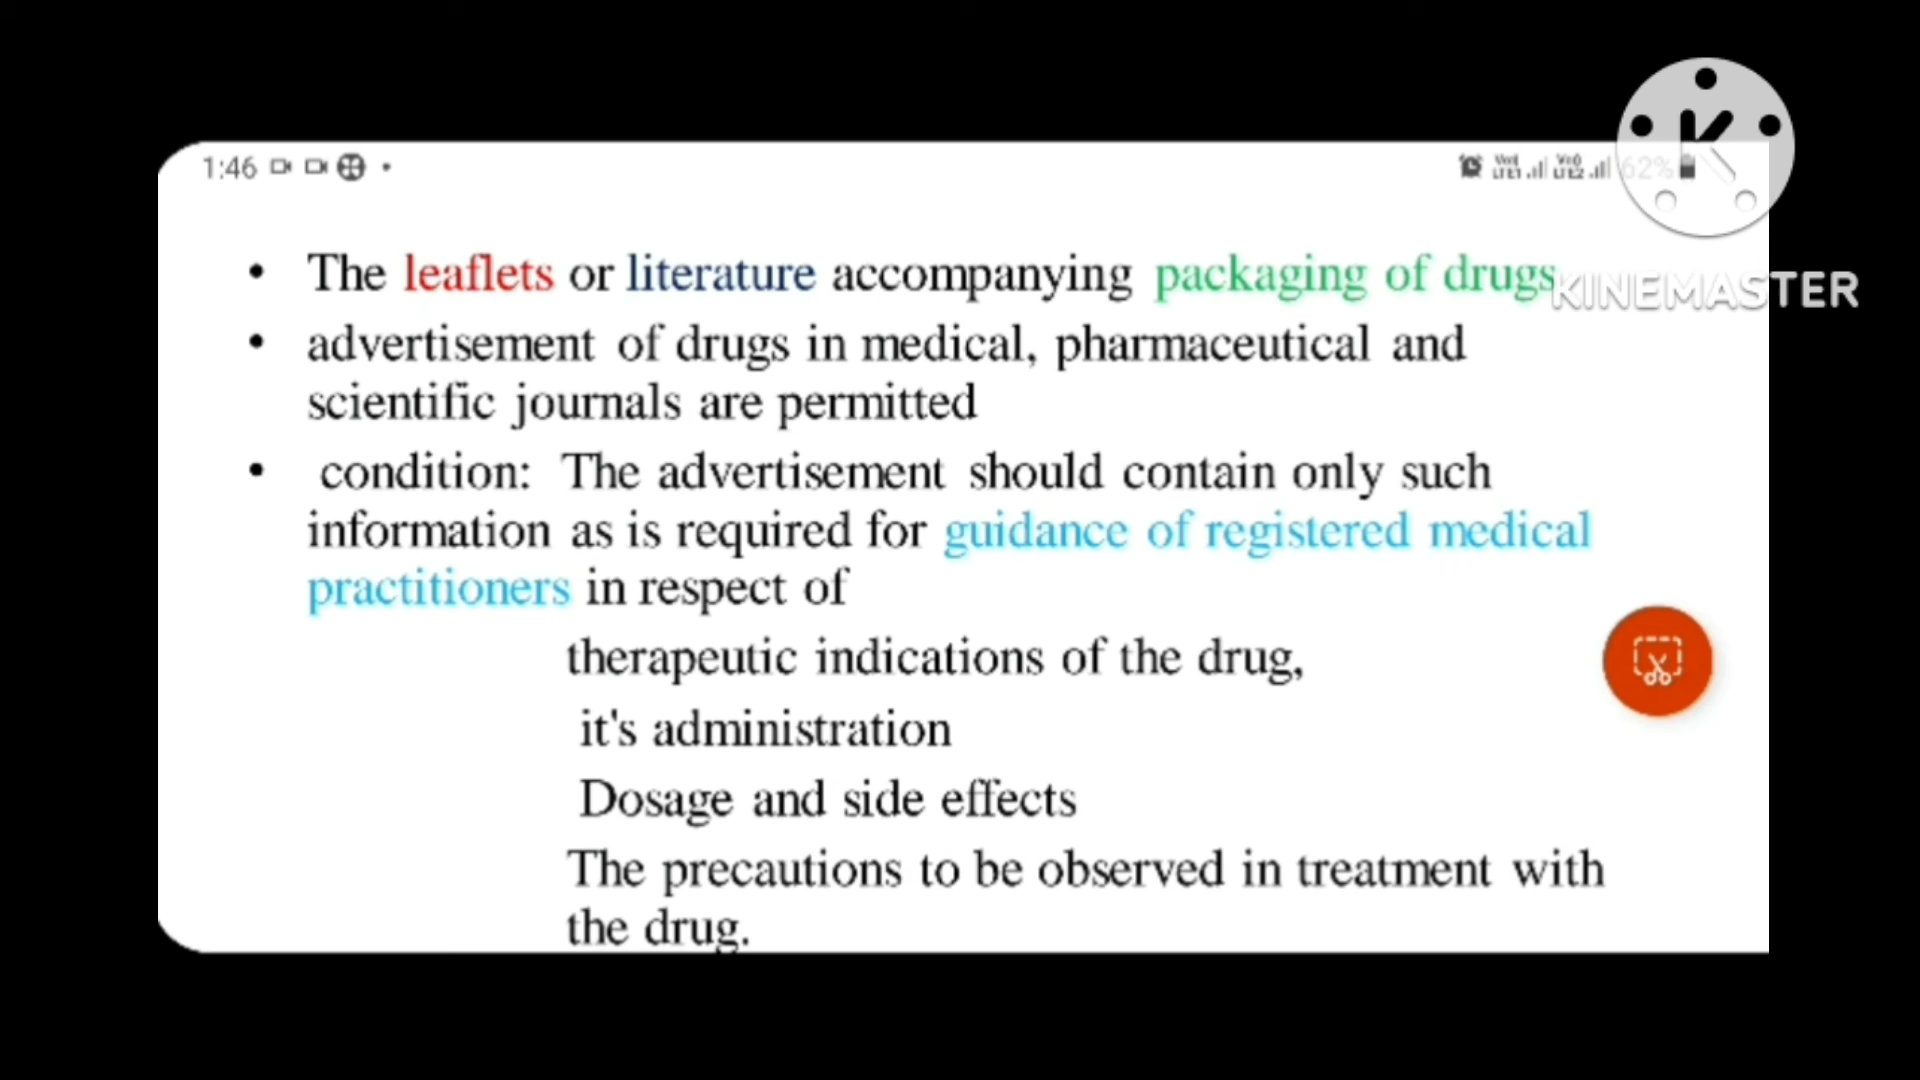 1:46
62%
KINEMASTER
• The leaflets or literature accompanying packaging of drugs
• advertisement of drugs in medical, pharmaceutical and
scientific journals are permitted
• condition: The advertisement should contain only such
information as is required for guidance of registered medical
practitioners in respect of
therapeutic indications of the drug,
it's administration
Dosage and side effects
The precautions to be observed in treatment with
the drug.